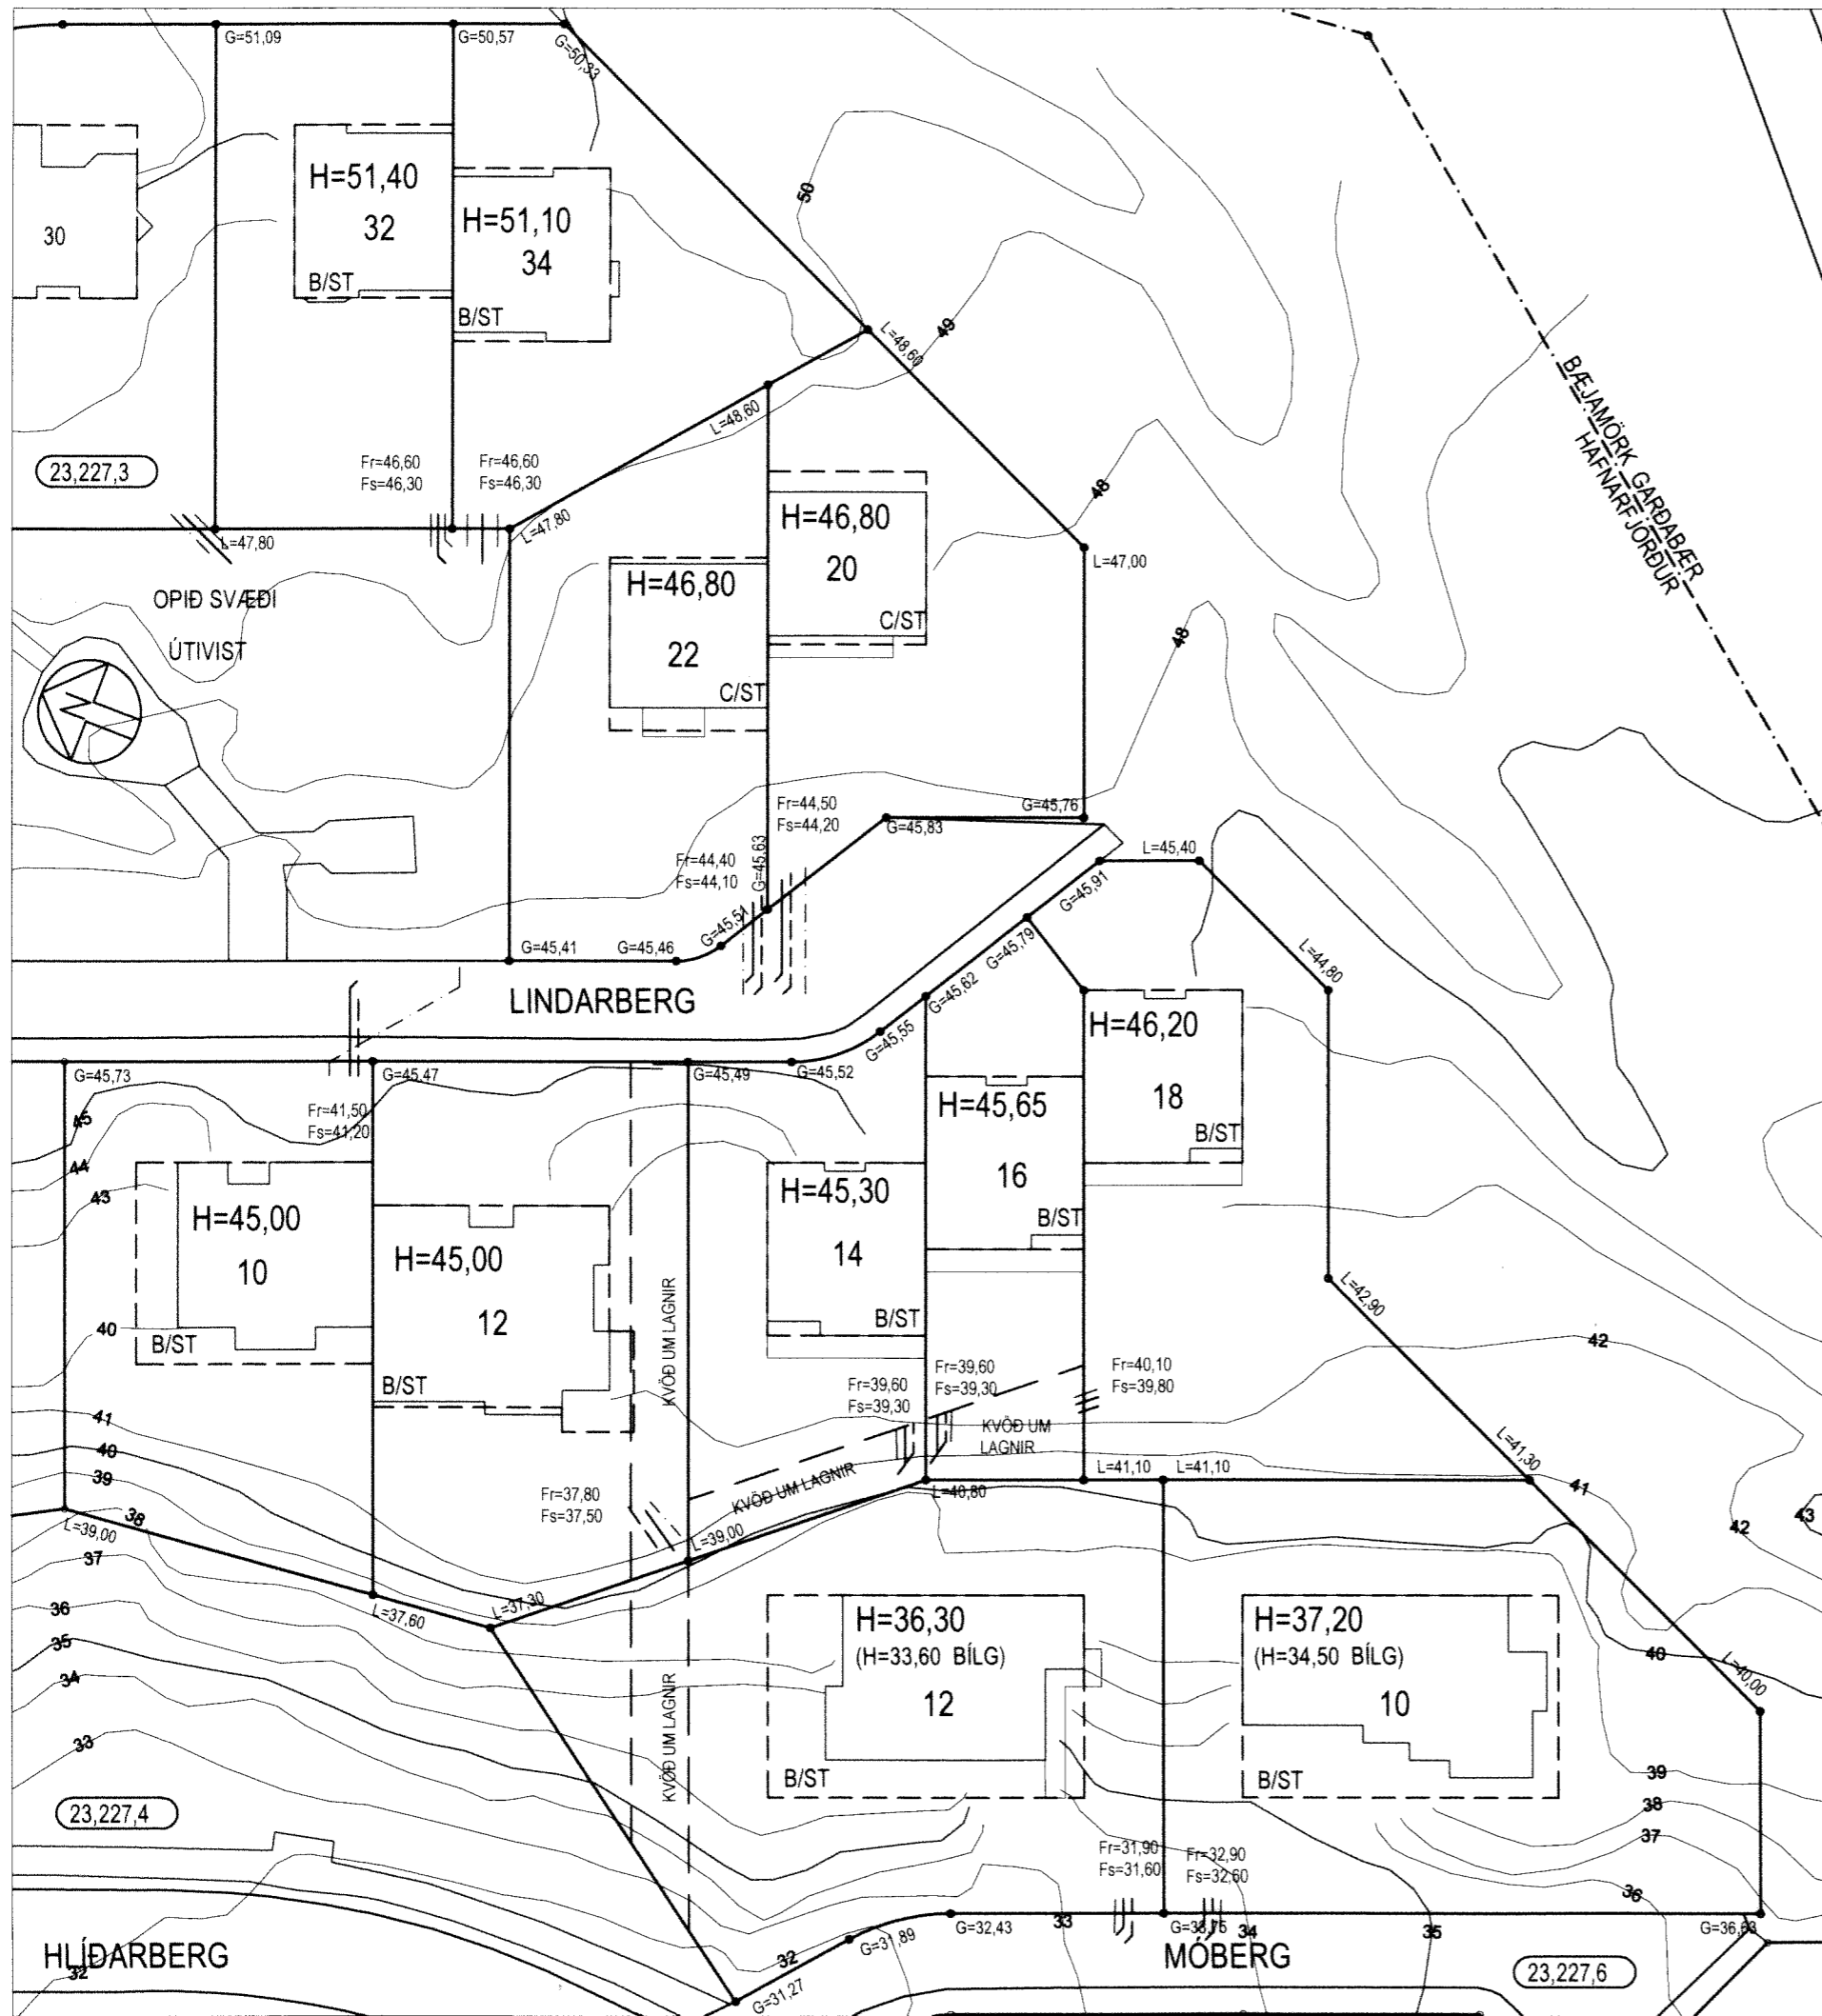 G=51,09
G=50,57
G=50,33
H=51,40
32
B/ST
H=51,10
34
B/ST
30
50
49
L=48,60
L=48,60
BÆJAMÖRK GARÐABÆR
HAFNARFJÖRÐUR
23,227,3
Fr=46,60
Fs=46,30
Fr=46,60
Fs=46,30
L=47,80
L=47,80
48
H=46,80
20
C/ST
L=47,00
H=46,80
22
C/ST
48
OPIÐ SVÆÐI
ÚTIVIST
N
Fr=44,50
Fs=44,20
G=45,76
G=45,83
Fr=44,40
Fs=44,10
G=45,63
G=45,51
L=45,40
G=45,91
G=45,41
G=45,46
G=45,79
G=45,62
L=44,80
LINDARBERG
G=45,55
G=45,73
G=45,47
G=45,49
G=45,52
H=46,20
18
B/ST
45
44
43
Fr=41,50
Fs=41,20
H=45,65
16
B/ST
H=45,30
14
B/ST
H=45,00
10
B/ST
H=45,00
12
B/ST
KVÖÐ UM LAGNIR
L=42,90
40
42
Fr=39,60
Fs=39,30
Fr=39,60
Fs=39,30
Fr=40,10
Fs=39,80
KVÖÐ UM
LAGNIR
41
40
39
38
37
L=41,10
L=41,10
L=41,30
41
L=40,80
KVÖÐ UM LAGNIR
Fr=37,80
Fs=37,50
L=39,00
L=39,00
42
43
L=37,60
L=37,30
36
35
34
33
H=36,30
(H=33,60 BÍLG)
12
B/ST
H=37,20
(H=34,50 BÍLG)
10
B/ST
40
L=40,00
KVÖÐ UM LAGNIR
39
38
37
36
23,227,4
Fr=31,90
Fs=31,60
Fr=32,90
Fs=32,60
G=32,43
33
G=33,75
34
35
G=36,63
G=31,89
32
HLÍÐARBERG
32
MÓBERG
23,227,6
G=31,27